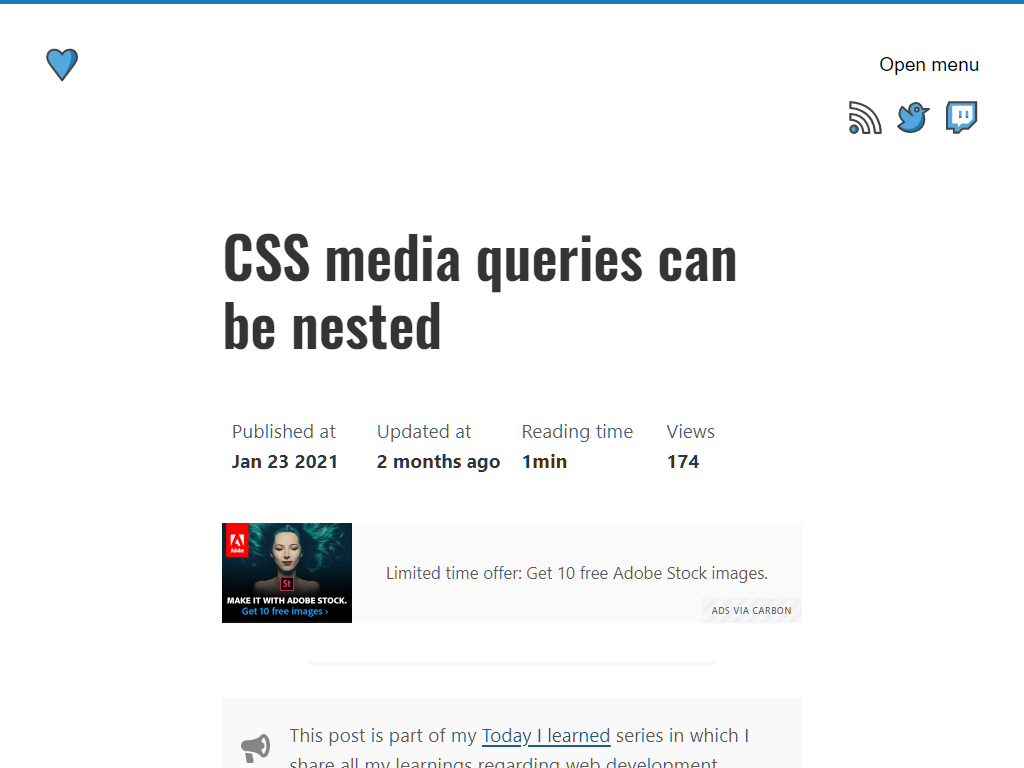 Open menu
CSS media queries can
be nested
Published at
Jan 23 2021
Updated at
2 months ago
Reading time
1min
Views
174
Adobe
St
MAKE IT WITH ADOBE STOCK.
Get 10 free images ›
Limited time offer: Get 10 free Adobe Stock images.
ADS VIA CARBON
This post is part of my Today I learned series in which I
share all my learnings regarding web development.